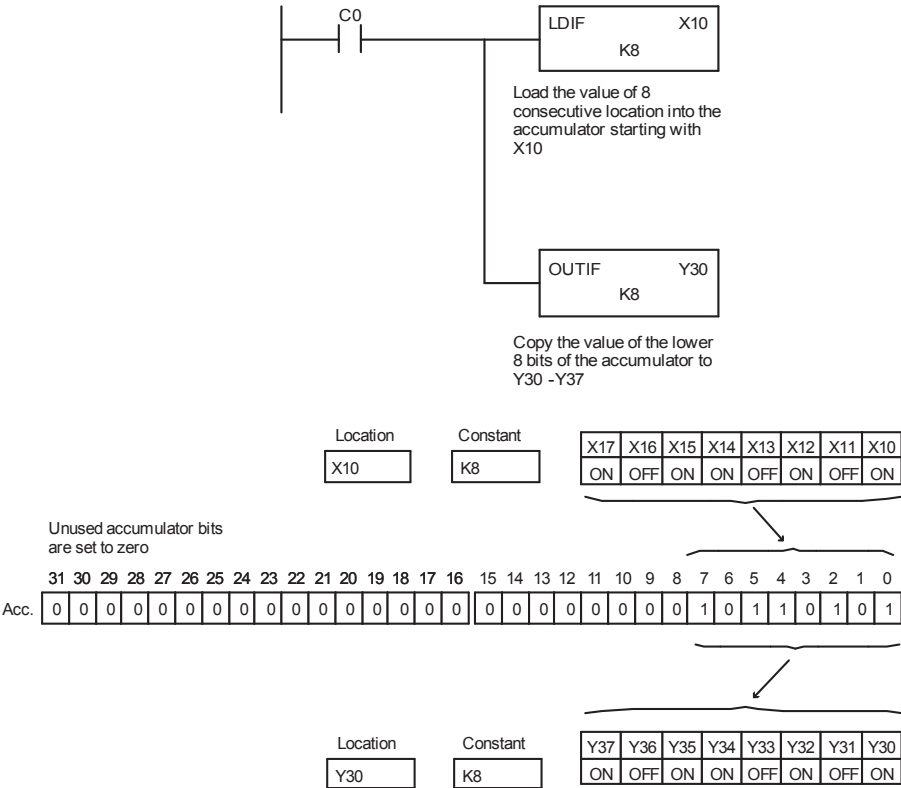 C0
LDIF X10
K8
Load the value of 8
consecutive location into the
accumulator starting with
X10
OUTIF Y30
K8
Copy the value of the lower
8 bits of the accumulator to
Y30 -Y37
Location Constant
X10 K8
X17 X16 X15 X14 X13 X12 X11 X10
ON OFF ON ON OFF ON OFF ON
Unused accumulator bits
are set to zero
31 30 29 28 27 26 25 24 23 22 21 20 19 18 17 16 15 14 13 12 11 10 9 8 7 6 5 4 3 2 1 0
Acc. 0 0 0 0 0 0 0 0 0 0 0 0 0 0 0 0 0 0 0 0 0 0 0 0 1 0 1 1 0 1 0 1
Location Constant
Y30 K8
Y37 Y36 Y35 Y34 Y33 Y32 Y31 Y30
ON OFF ON ON OFF ON OFF ON